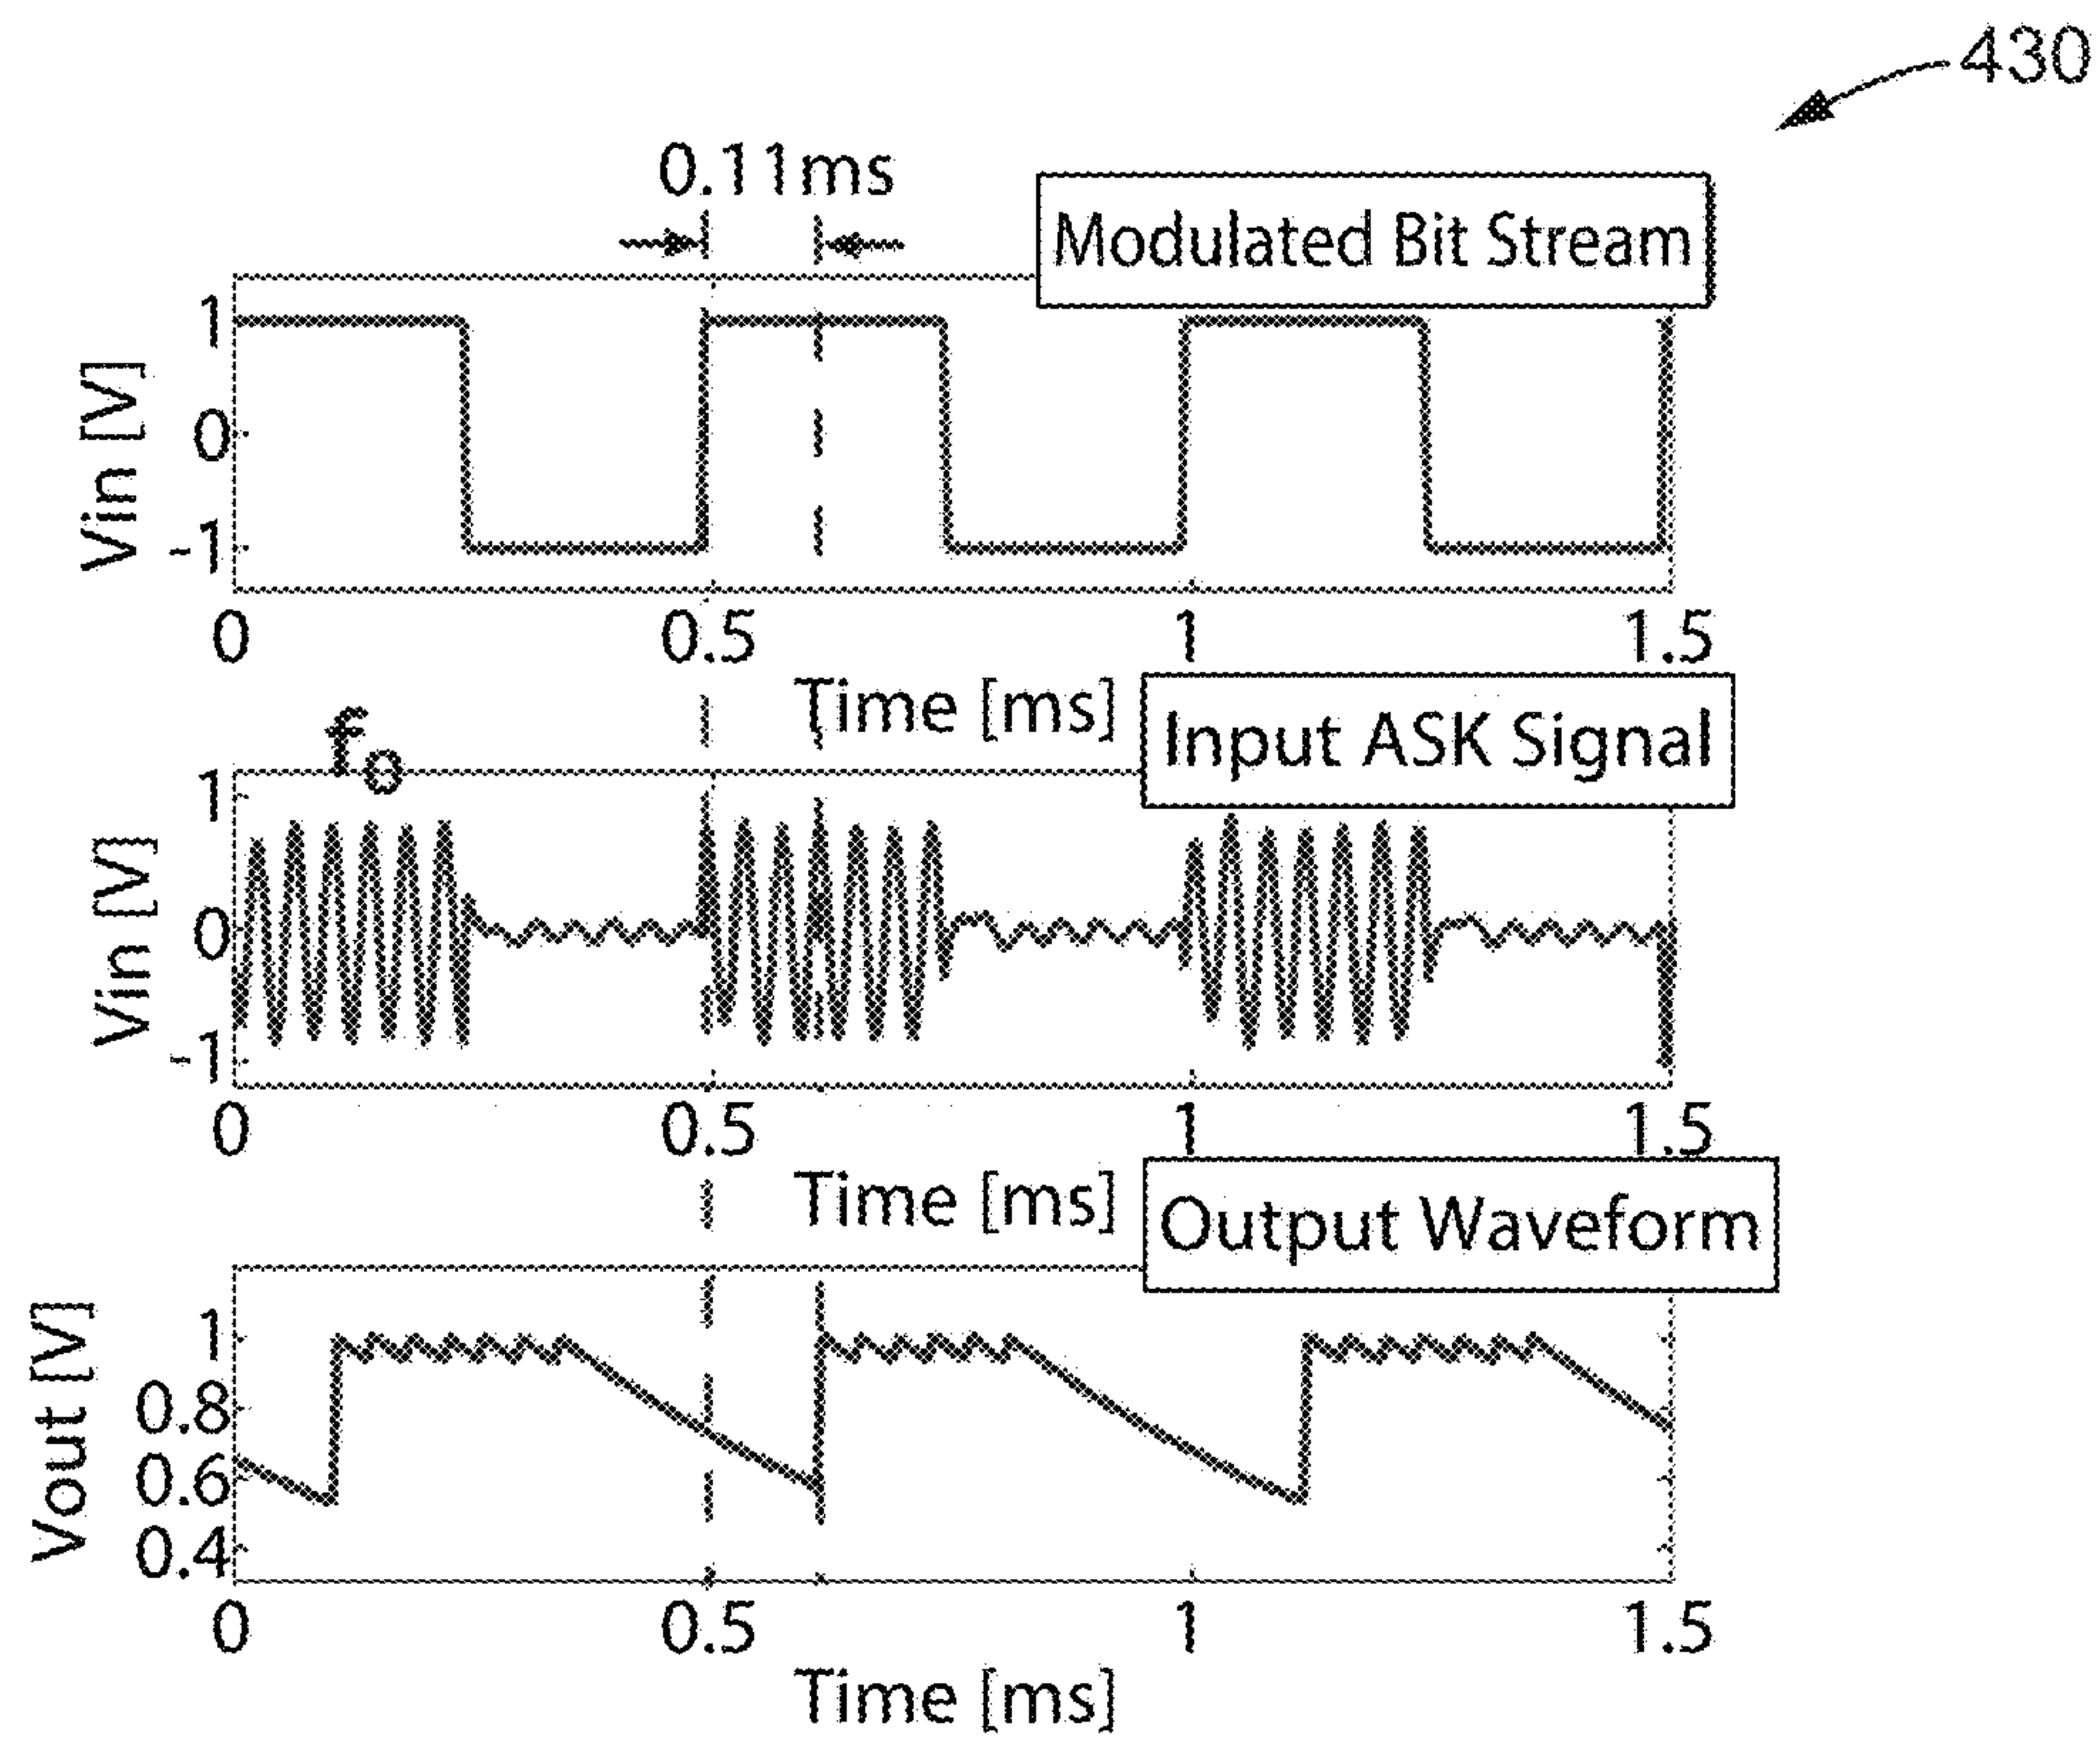 430
0.11ms
Modulated Bit Stream
Vin [V]
1
0
-1
0 0.5 1 1.5
Time [ms]
Input ASK Signal
fo
Vin [V]
1
0
-1
0 0.5 1 1.5
Time [ms]
Output Waveform
Vout [V]
1
0.8
0.6
0.4
0 0.5 1 1.5
Time [ms]